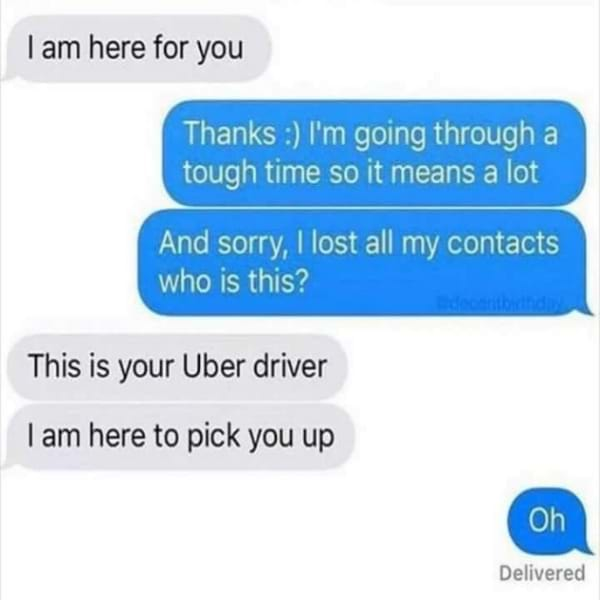 I am here for you
Thanks :) I'm going through a
tough time so it means a lot
And sorry, I lost all my contacts
who is this?
@decentbirthday
This is your Uber driver
I am here to pick you up
Oh
Delivered